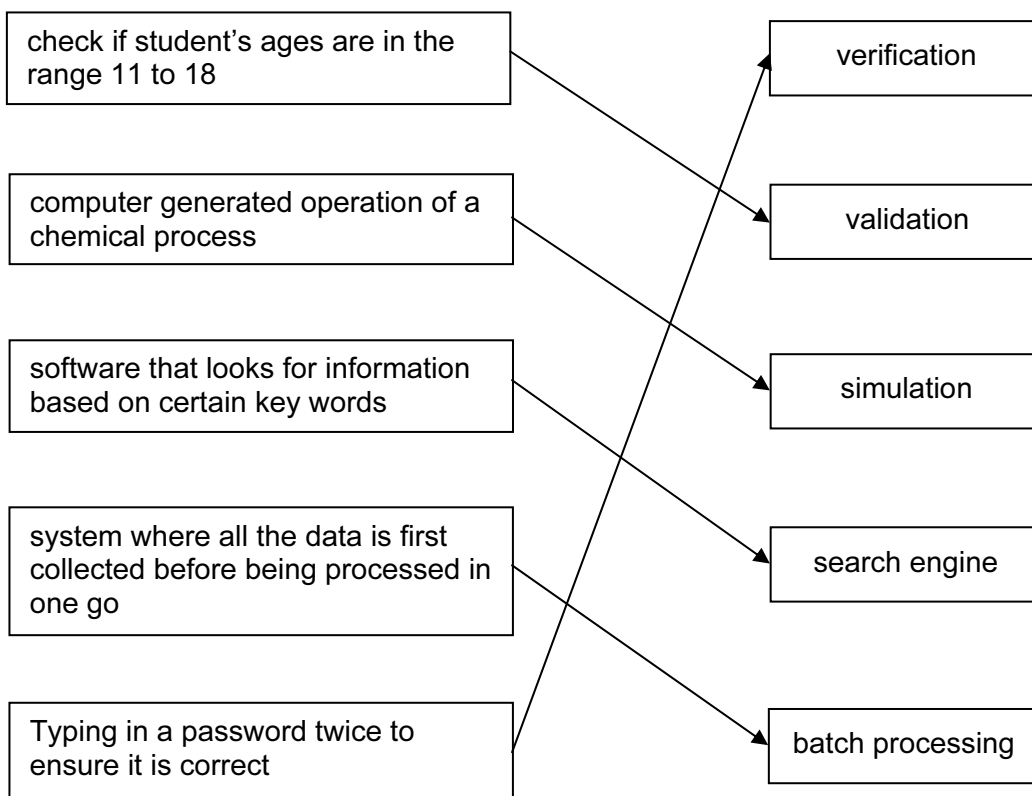 check if student’s ages are in the
range 11 to 18
verification
computer generated operation of a
chemical process
validation
software that looks for information
based on certain key words
simulation
system where all the data is first
collected before being processed in
one go
search engine
Typing in a password twice to
ensure it is correct
batch processing